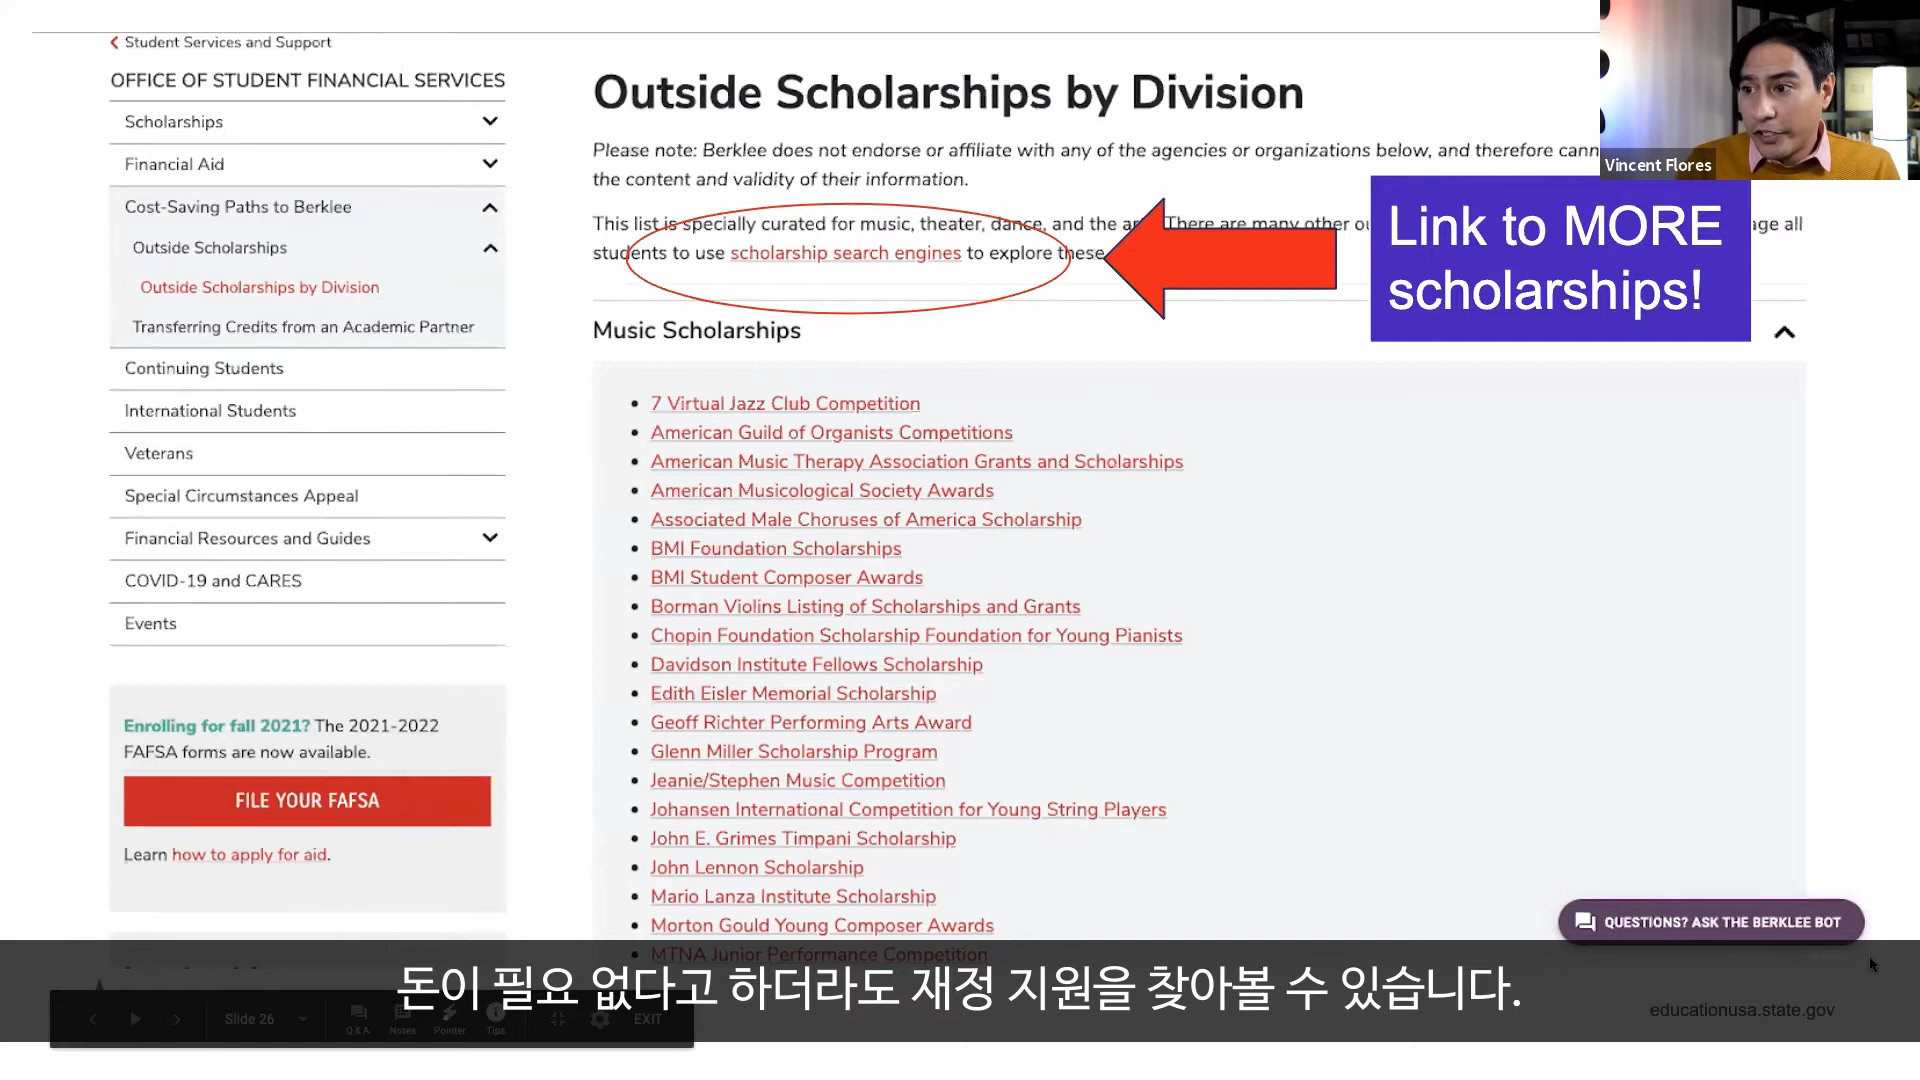 Student Services and Support
OFFICE OF STUDENT FINANCIAL SERVICES
Scholarships
Financial Aid
Cost-Saving Paths to Berklee
Outside Scholarships
Outside Scholarships by Division
Transferring Credits from an Academic Partner
Continuing Students
International Students
Veterans
Special Circumstances Appeal
Financial Resources and Guides
COVID-19 and CARES
Events
Enrolling for fall 2021? The 2021-2022
FAFSA forms are now available.
FILE YOUR FAFSA
Learn how to apply for aid.
Outside Scholarships by Division
Please note: Berklee does not endorse or affiliate with any of the agencies or organizations below, and therefore
the content and validity of their information.
This list is specially curated for music, theater, dance, and the There are many other
all
students to use scholarship search engines to explore these
Vincent Flores
Link to MORE
scholarships!
Music Scholarships
7 Virtual Jazz Club Competition
American Guild of Organists Competitions
American Music Therapy Association Grants and Scholarships
American Musicological Society Awards
Associated Male Choruses of America Scholarship
BMI Foundation Scholarships
BMI Student Composer Awards
Borman Violins Listing of Scholarships and Grants
Chopin Foundation Scholarship Foundation for Young Pianists
Davidson Institute Fellows Scholarship
Edith Eisler Memorial Scholarship
Geoff Richter Performing Arts Award
Glenn Miller Scholarship Program
Jeanie/Stephen Music Competition
Johansen International Competition for Young String Players
John E. Grimes Timpani Scholarship
John Lennon Scholarship
Mario Lanza Institute Scholarship
Morton Gould Young Composer Awards
MTNA Junior Performance Competition
QUESTIONS? ASK THE BERKLEE BOT
돈이 필요 없다고 하더라도 재정 지원을 찾아볼 수 있습니다.
Slide 26
Q & A
Notes
Pointer
Tips
EXIT
educationusa.state.gov